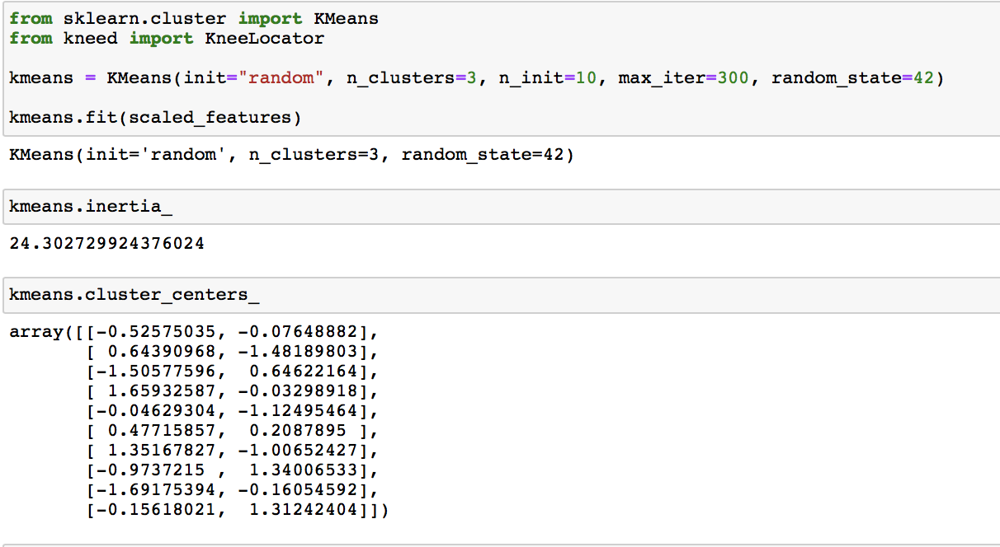 from sklearn.cluster import KMeans
from kneed import KneeLocator
kmeans = KMeans(init="random", n_clusters=3, n_init=10, max_iter=300, random_state=42)
kmeans.fit(scaled_features)
KMeans(init='random', n_clusters=3, random_state=42)
kmeans.inertia_
24.302729924376024
kmeans.cluster_centers_
array([[-0.52575035, -0.07648882],
       [ 0.64390968, -1.48189803],
       [-1.50577596,  0.64622164],
       [ 1.65932587, -0.03298918],
       [-0.04629304, -1.12495464],
       [ 0.47715857,  0.2087895 ],
       [ 1.35167827, -1.00652427],
       [-0.9737215 ,  1.34006533],
       [-1.69175394, -0.16054592],
       [-0.15618021,  1.31242404]])